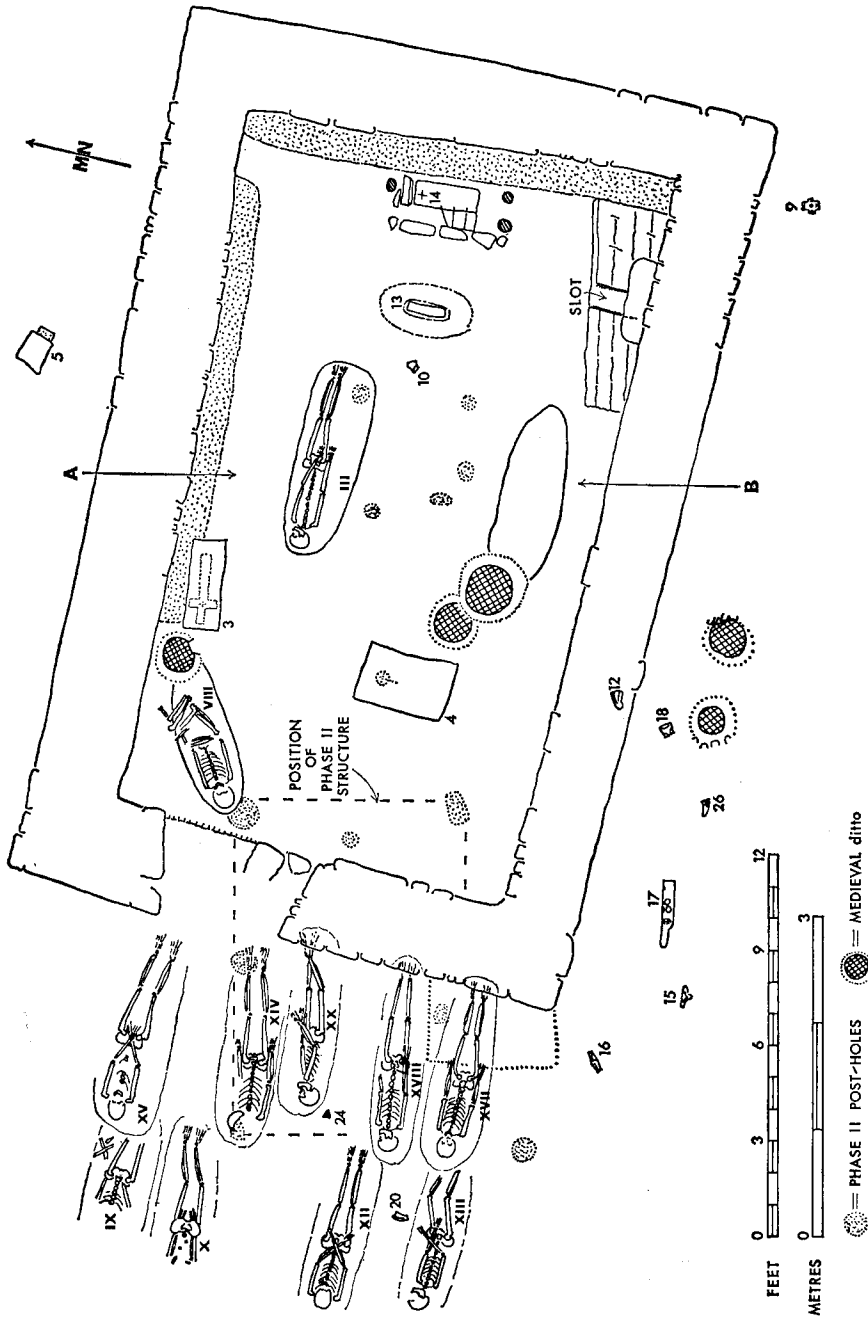 MN
5
A
3
VIII
III
13
14
10
SLOT
9
B
4
POSITION
OF
PHASE II
STRUCTURE
12
18
26
17
15
16
XV
IX
X
XIV
XX
24
XVIII
XVII
XII
20
XIII
FEET
0
3
6
9
12
METRES
0
3
= PHASE II POST-HOLES
= MEDIEVAL ditto